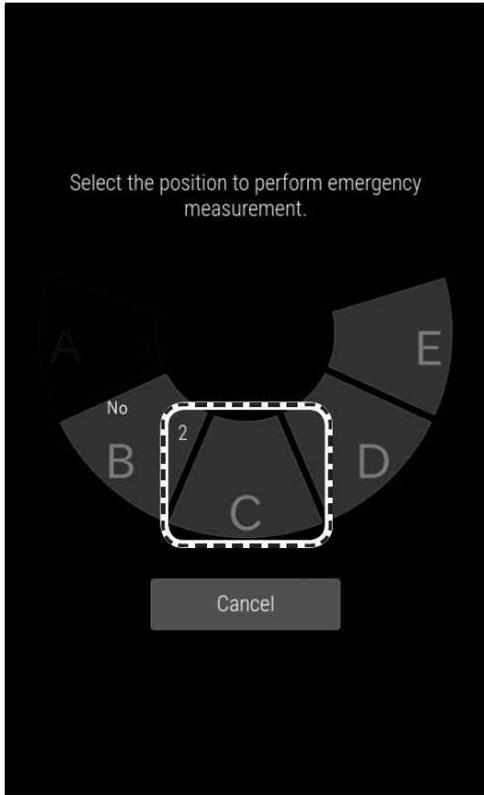 Select the position to perform emergency
measurement.
A
E
No
2
B
D
C
Cancel